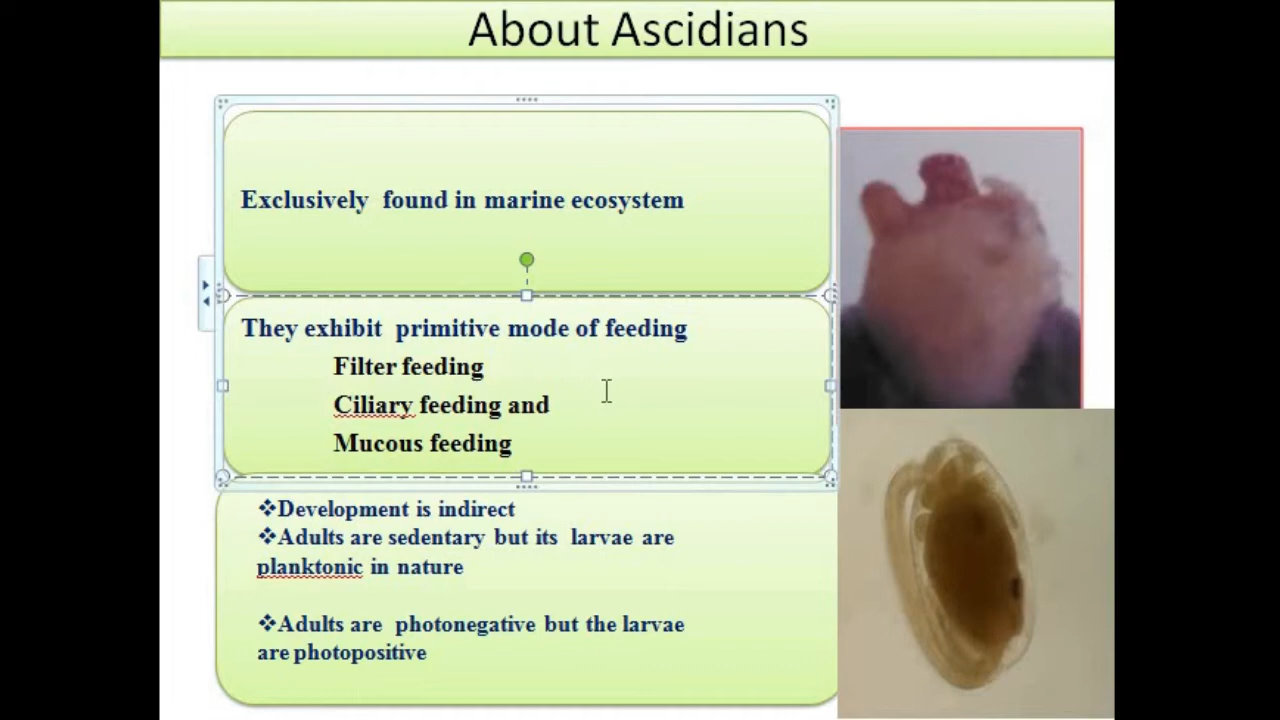 About Ascidians
Exclusively found in marine ecosystem
They exhibit primitive mode of feeding
Filter feeding
Ciliary feeding and
Mucous feeding
❖Development is indirect
❖Adults are sedentary but its larvae are
planktonic in nature
❖Adults are photonegative but the larvae
are photopositive